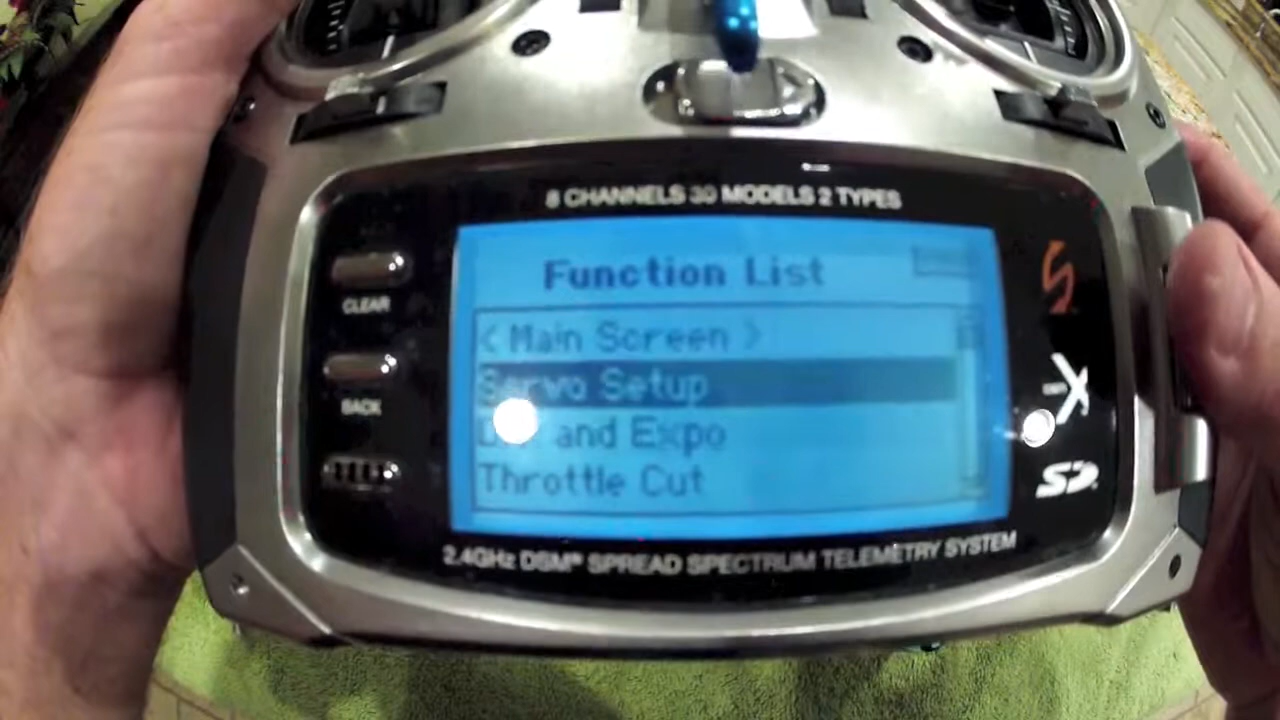 8 CHANNELS 30 MODELS 2 TYPES
Function List
< Main Screen >
CLEAR
Servo Setup
BACK
and Expo
Throttle Cut
X
SD
2.4GHz DSM SPREAD SPECTRUM TELEMETRY SYSTEM